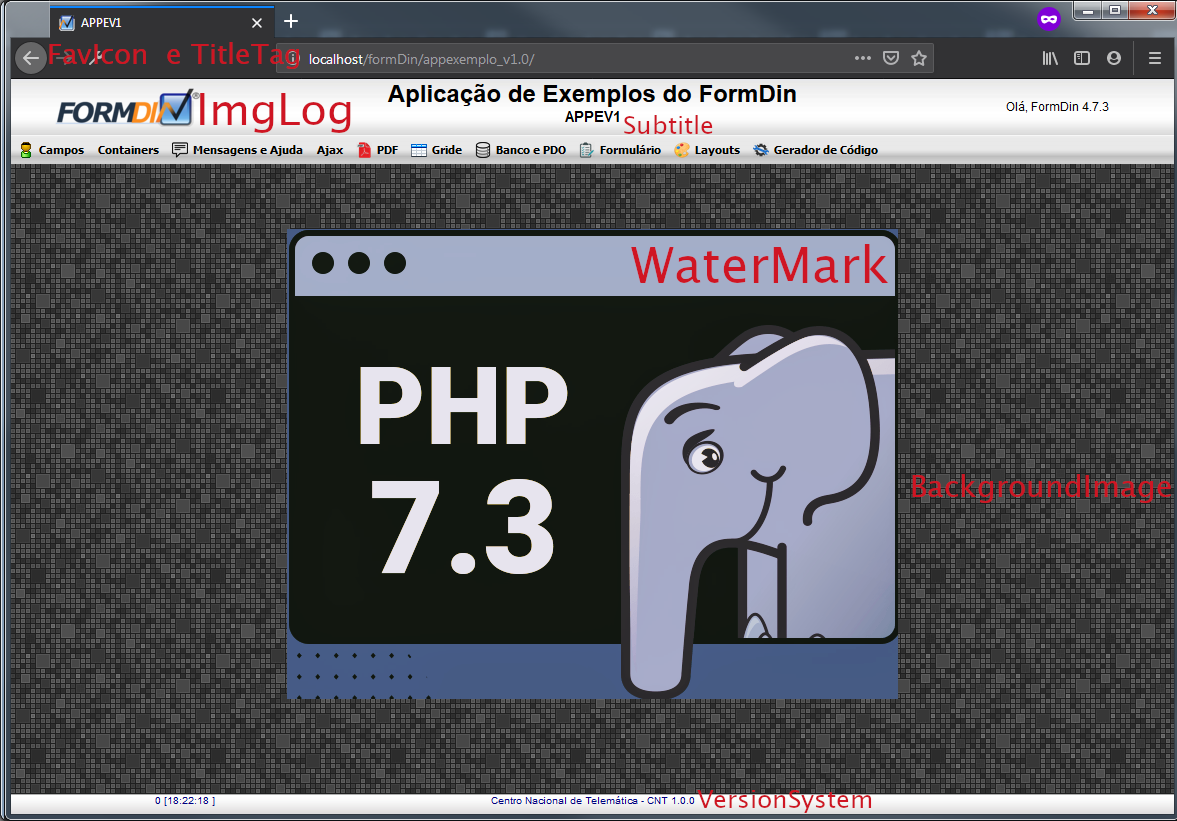 APPEV1
FavIcon e TitleTag
localhost/formDin/appexemplo_v1.0/
FORMDIN®
ImgLog
Aplicação de Exemplos do FormDin
APPEV1
Subtitle
Olá, FormDin 4.7.3
Campos Containers Mensagens e Ajuda Ajax PDF Gride Banco e PDO Formulário Layouts Gerador de Código
WaterMark
PHP
7.3
BackgroundImage
0 [18:22:18 ]
Centro Nacional de Telemática - CNT 1.0.0
VersionSystem